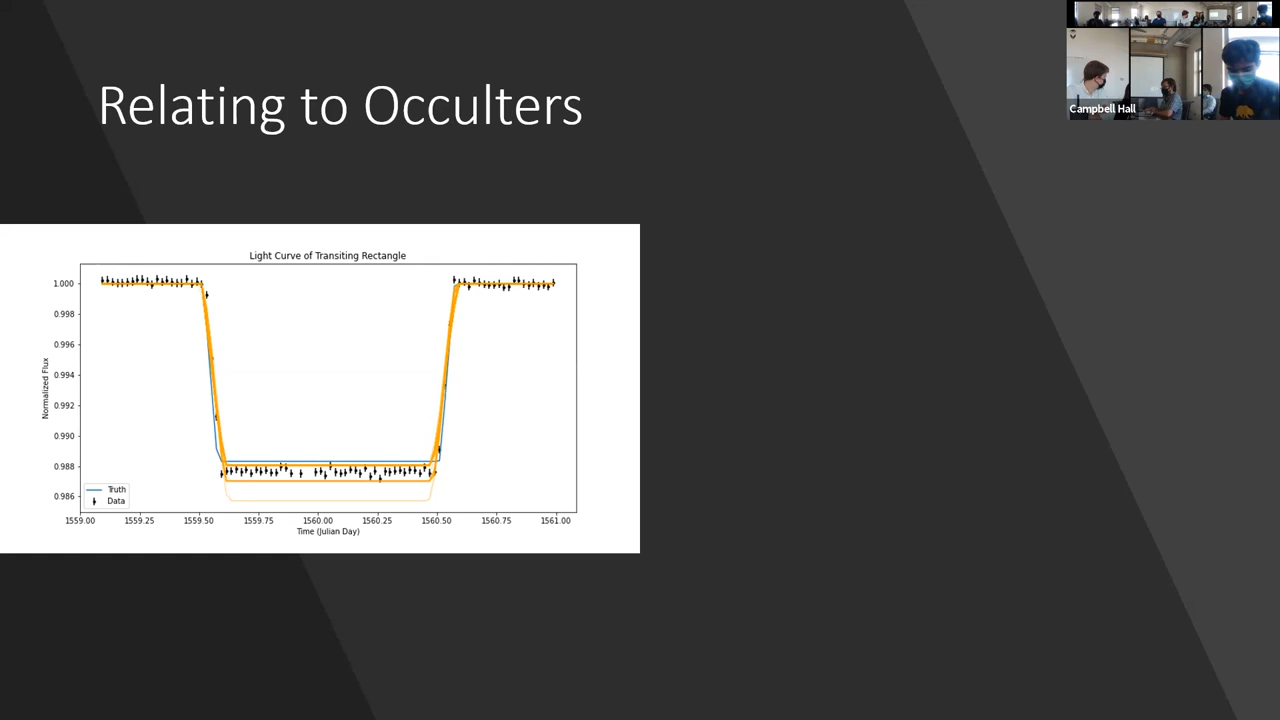 Relating to Occulters
Campbell Hall
Light Curve of Transiting Rectangle
Normalized Flux
1.000
0.998
0.996
0.994
0.992
0.990
0.988
0.986
Truth
Data
1559.00 1559.25 1559.50 1559.75 1560.00 1560.25 1560.50 1560.75 1561.00
Time (Julian Day)